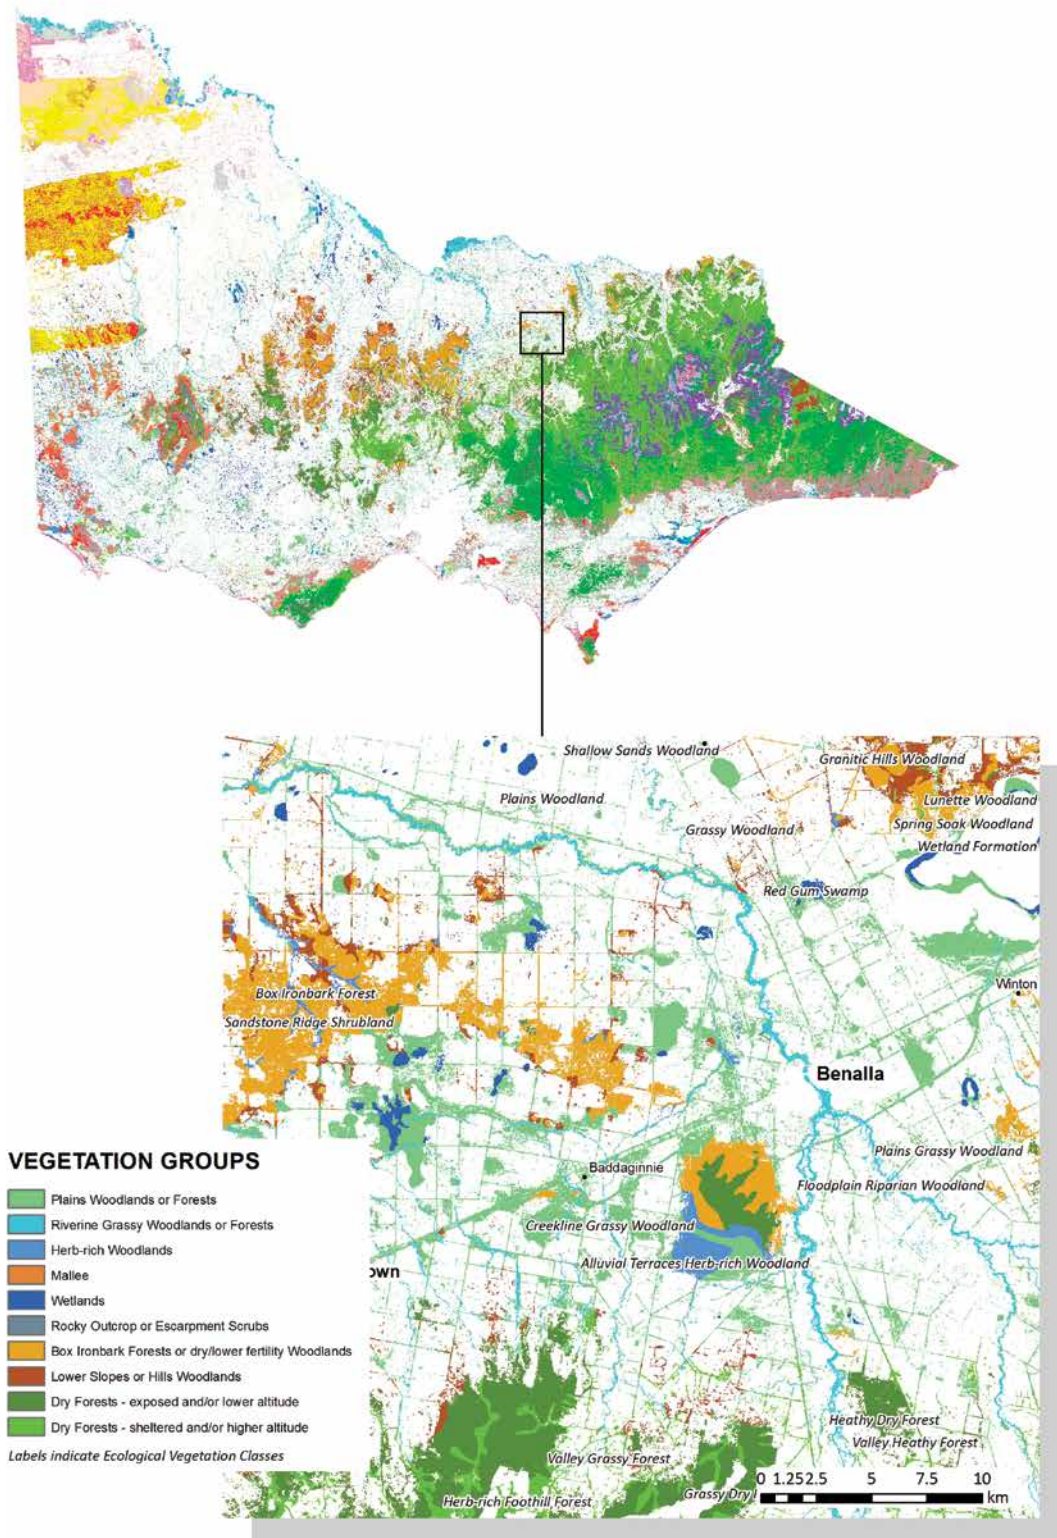 Shallow Sands Woodland
Granitic Hills Woodland
Plains Woodland
Lunette Woodland
Grassy Woodland
Spring Soak Woodland
Wetland Formation
Red Gum Swamp
Winton
Box Ironbark Forest
Sandstone Ridge Shrubland
Benalla
Plains Grassy Woodland
Baddaginnie
Floodplain Riparian Woodland
Creekline Grassy Woodland
Alluvial Terraces Herb-rich Woodland
own
Heathy Dry Forest
Valley Heathy Forest
Valley Grassy Forest
Grassy Dry
Herb-rich Foothill Forest
0 1.25 2.5 5 7.5 10
km
VEGETATION GROUPS
Plains Woodlands or Forests
Riverine Grassy Woodlands or Forests
Herb-rich Woodlands
Mallee
Wetlands
Rocky Outcrop or Escarpment Scrubs
Box Ironbark Forests or dry/lower fertility Woodlands
Lower Slopes or Hills Woodlands
Dry Forests - exposed and/or lower altitude
Dry Forests - sheltered and/or higher altitude
Labels indicate Ecological Vegetation Classes